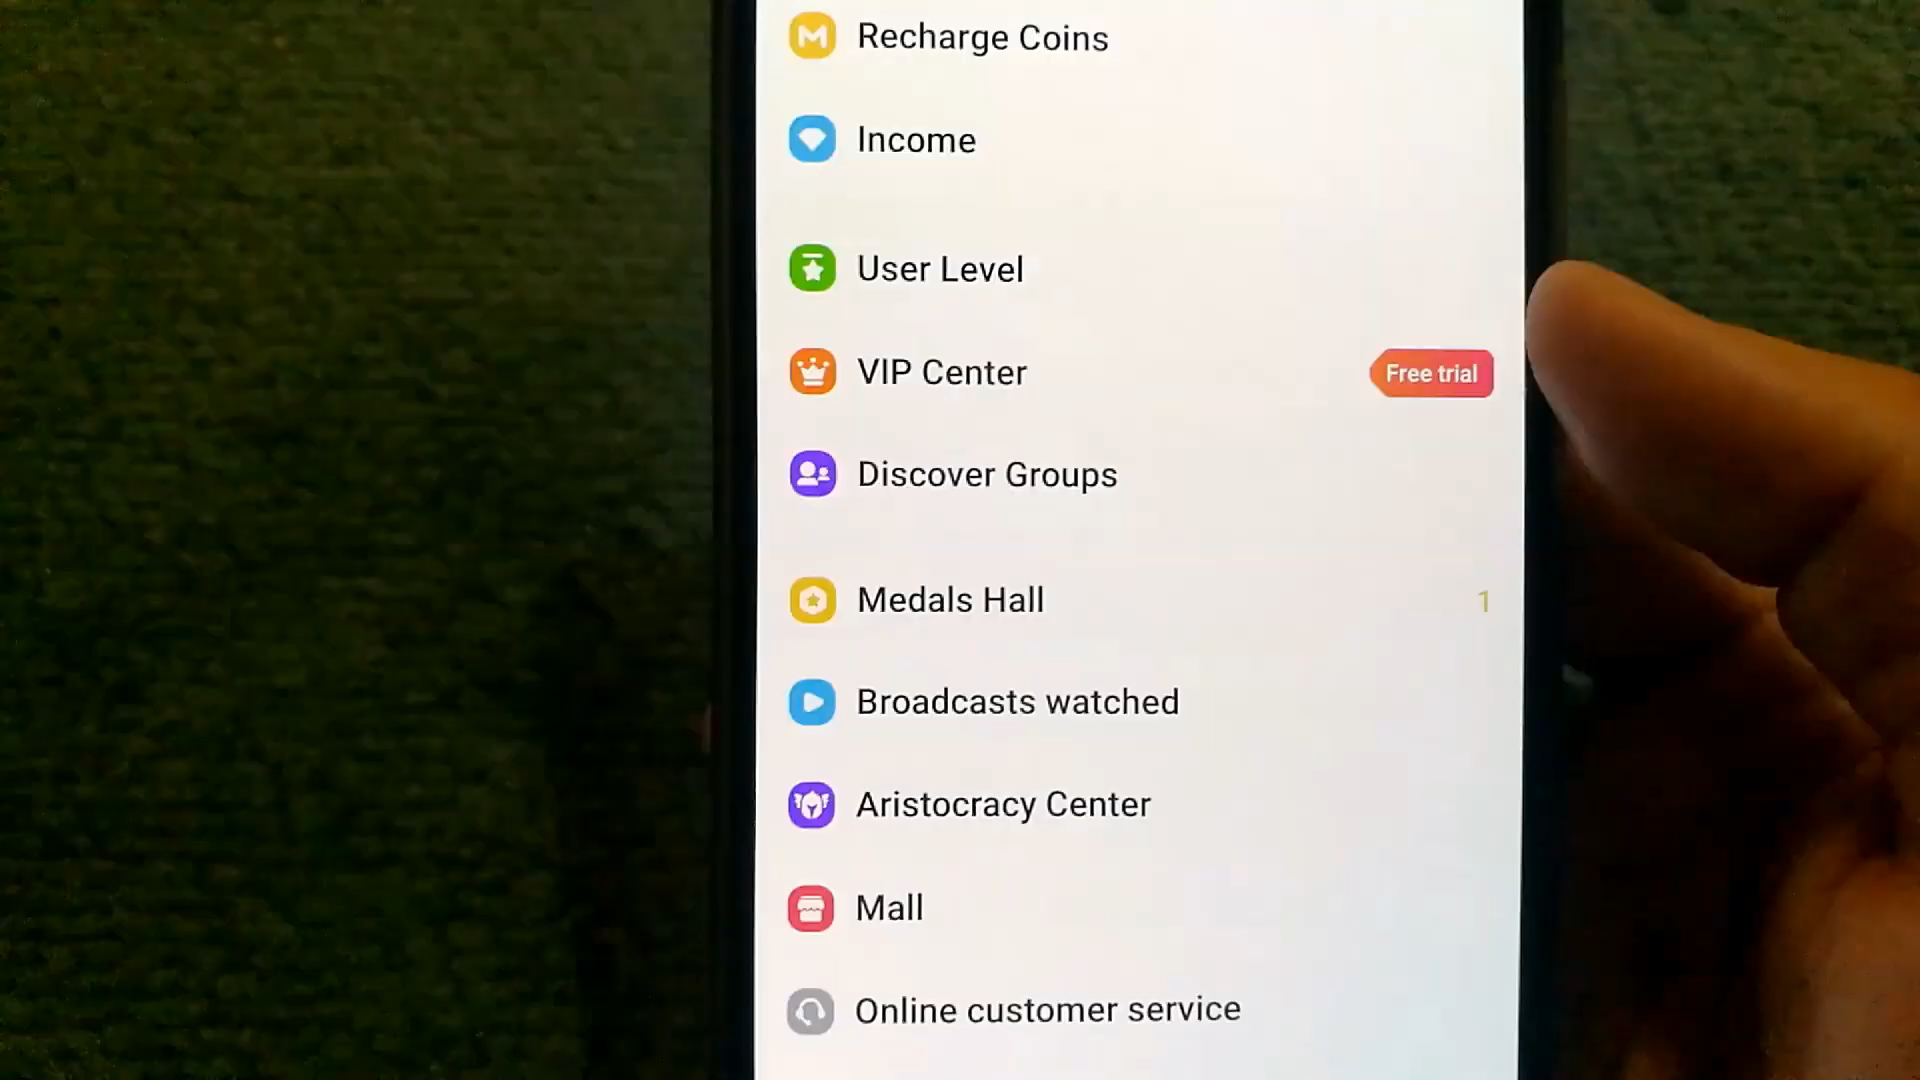 Recharge Coins
Income
User Level
VIP Center
Free trial
Discover Groups
Medals Hall
1
Broadcasts watched
Aristocracy Center
Mall
Online customer service